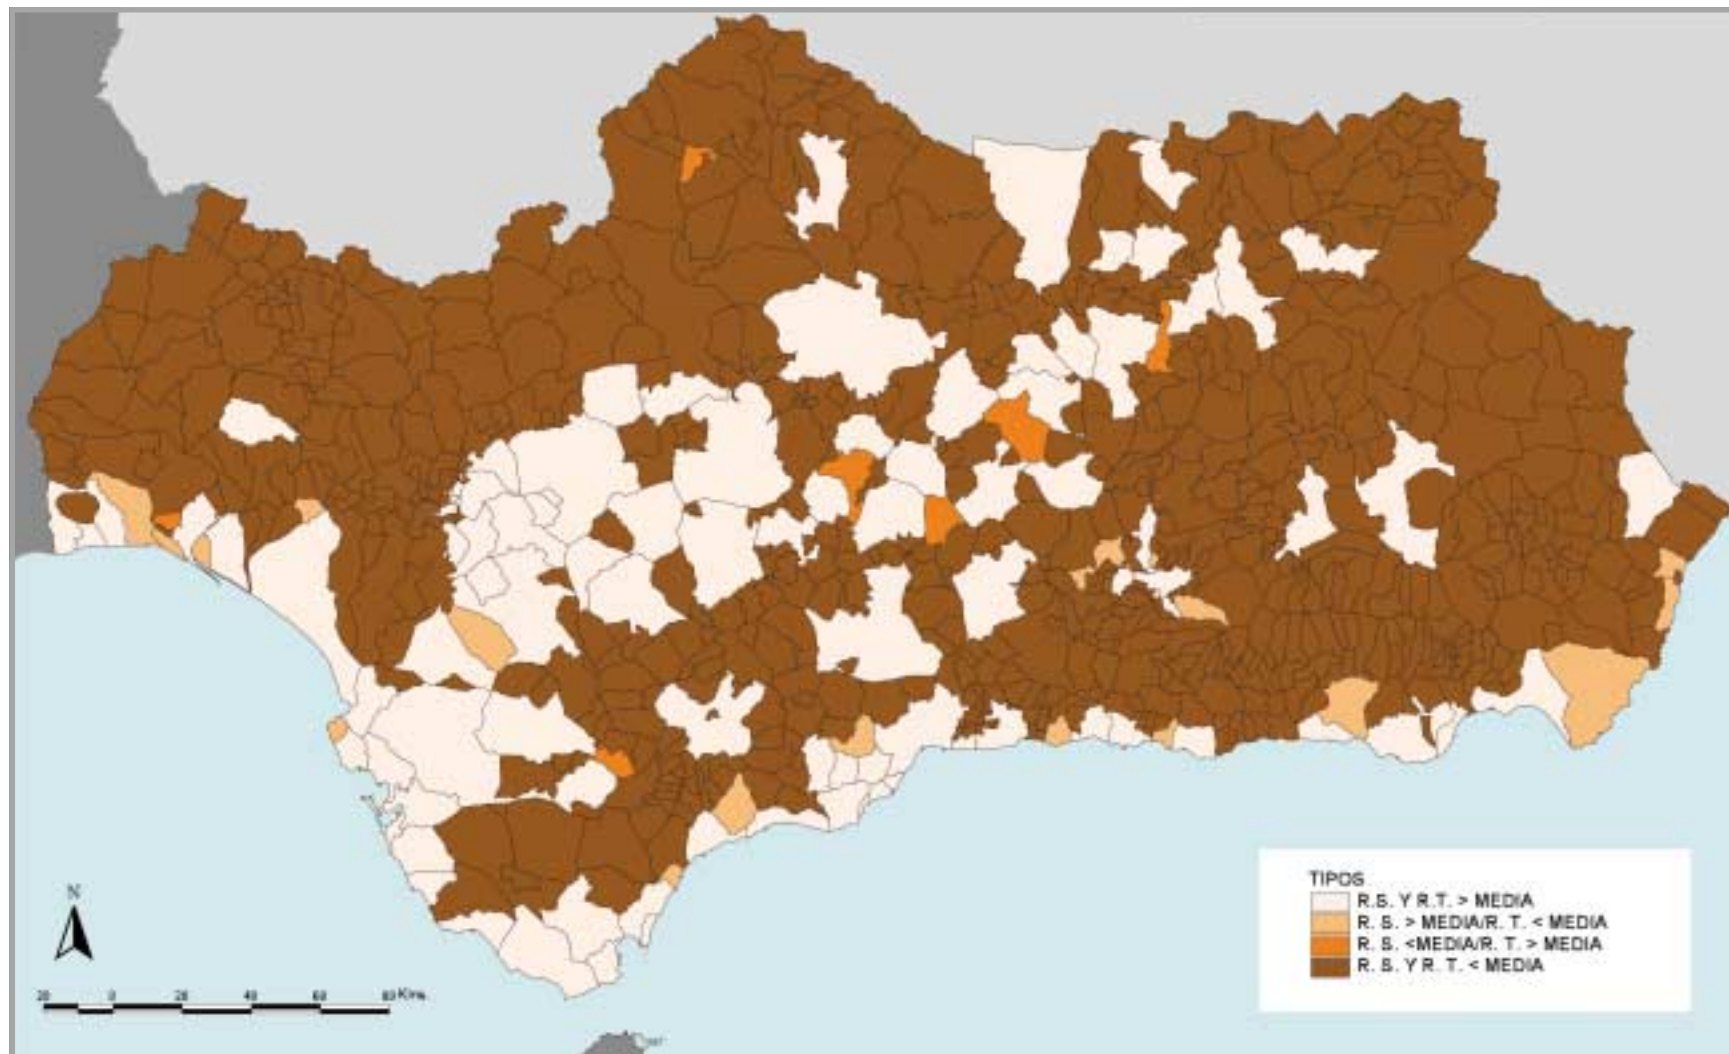 N
20 0 20 40 60 80 Kms.
TIPOS
R.S. Y R.T. > MEDIA
R. S. > MEDIA/R. T. < MEDIA
R. S. <MEDIA/R. T. > MEDIA
R. S. Y R. T. < MEDIA